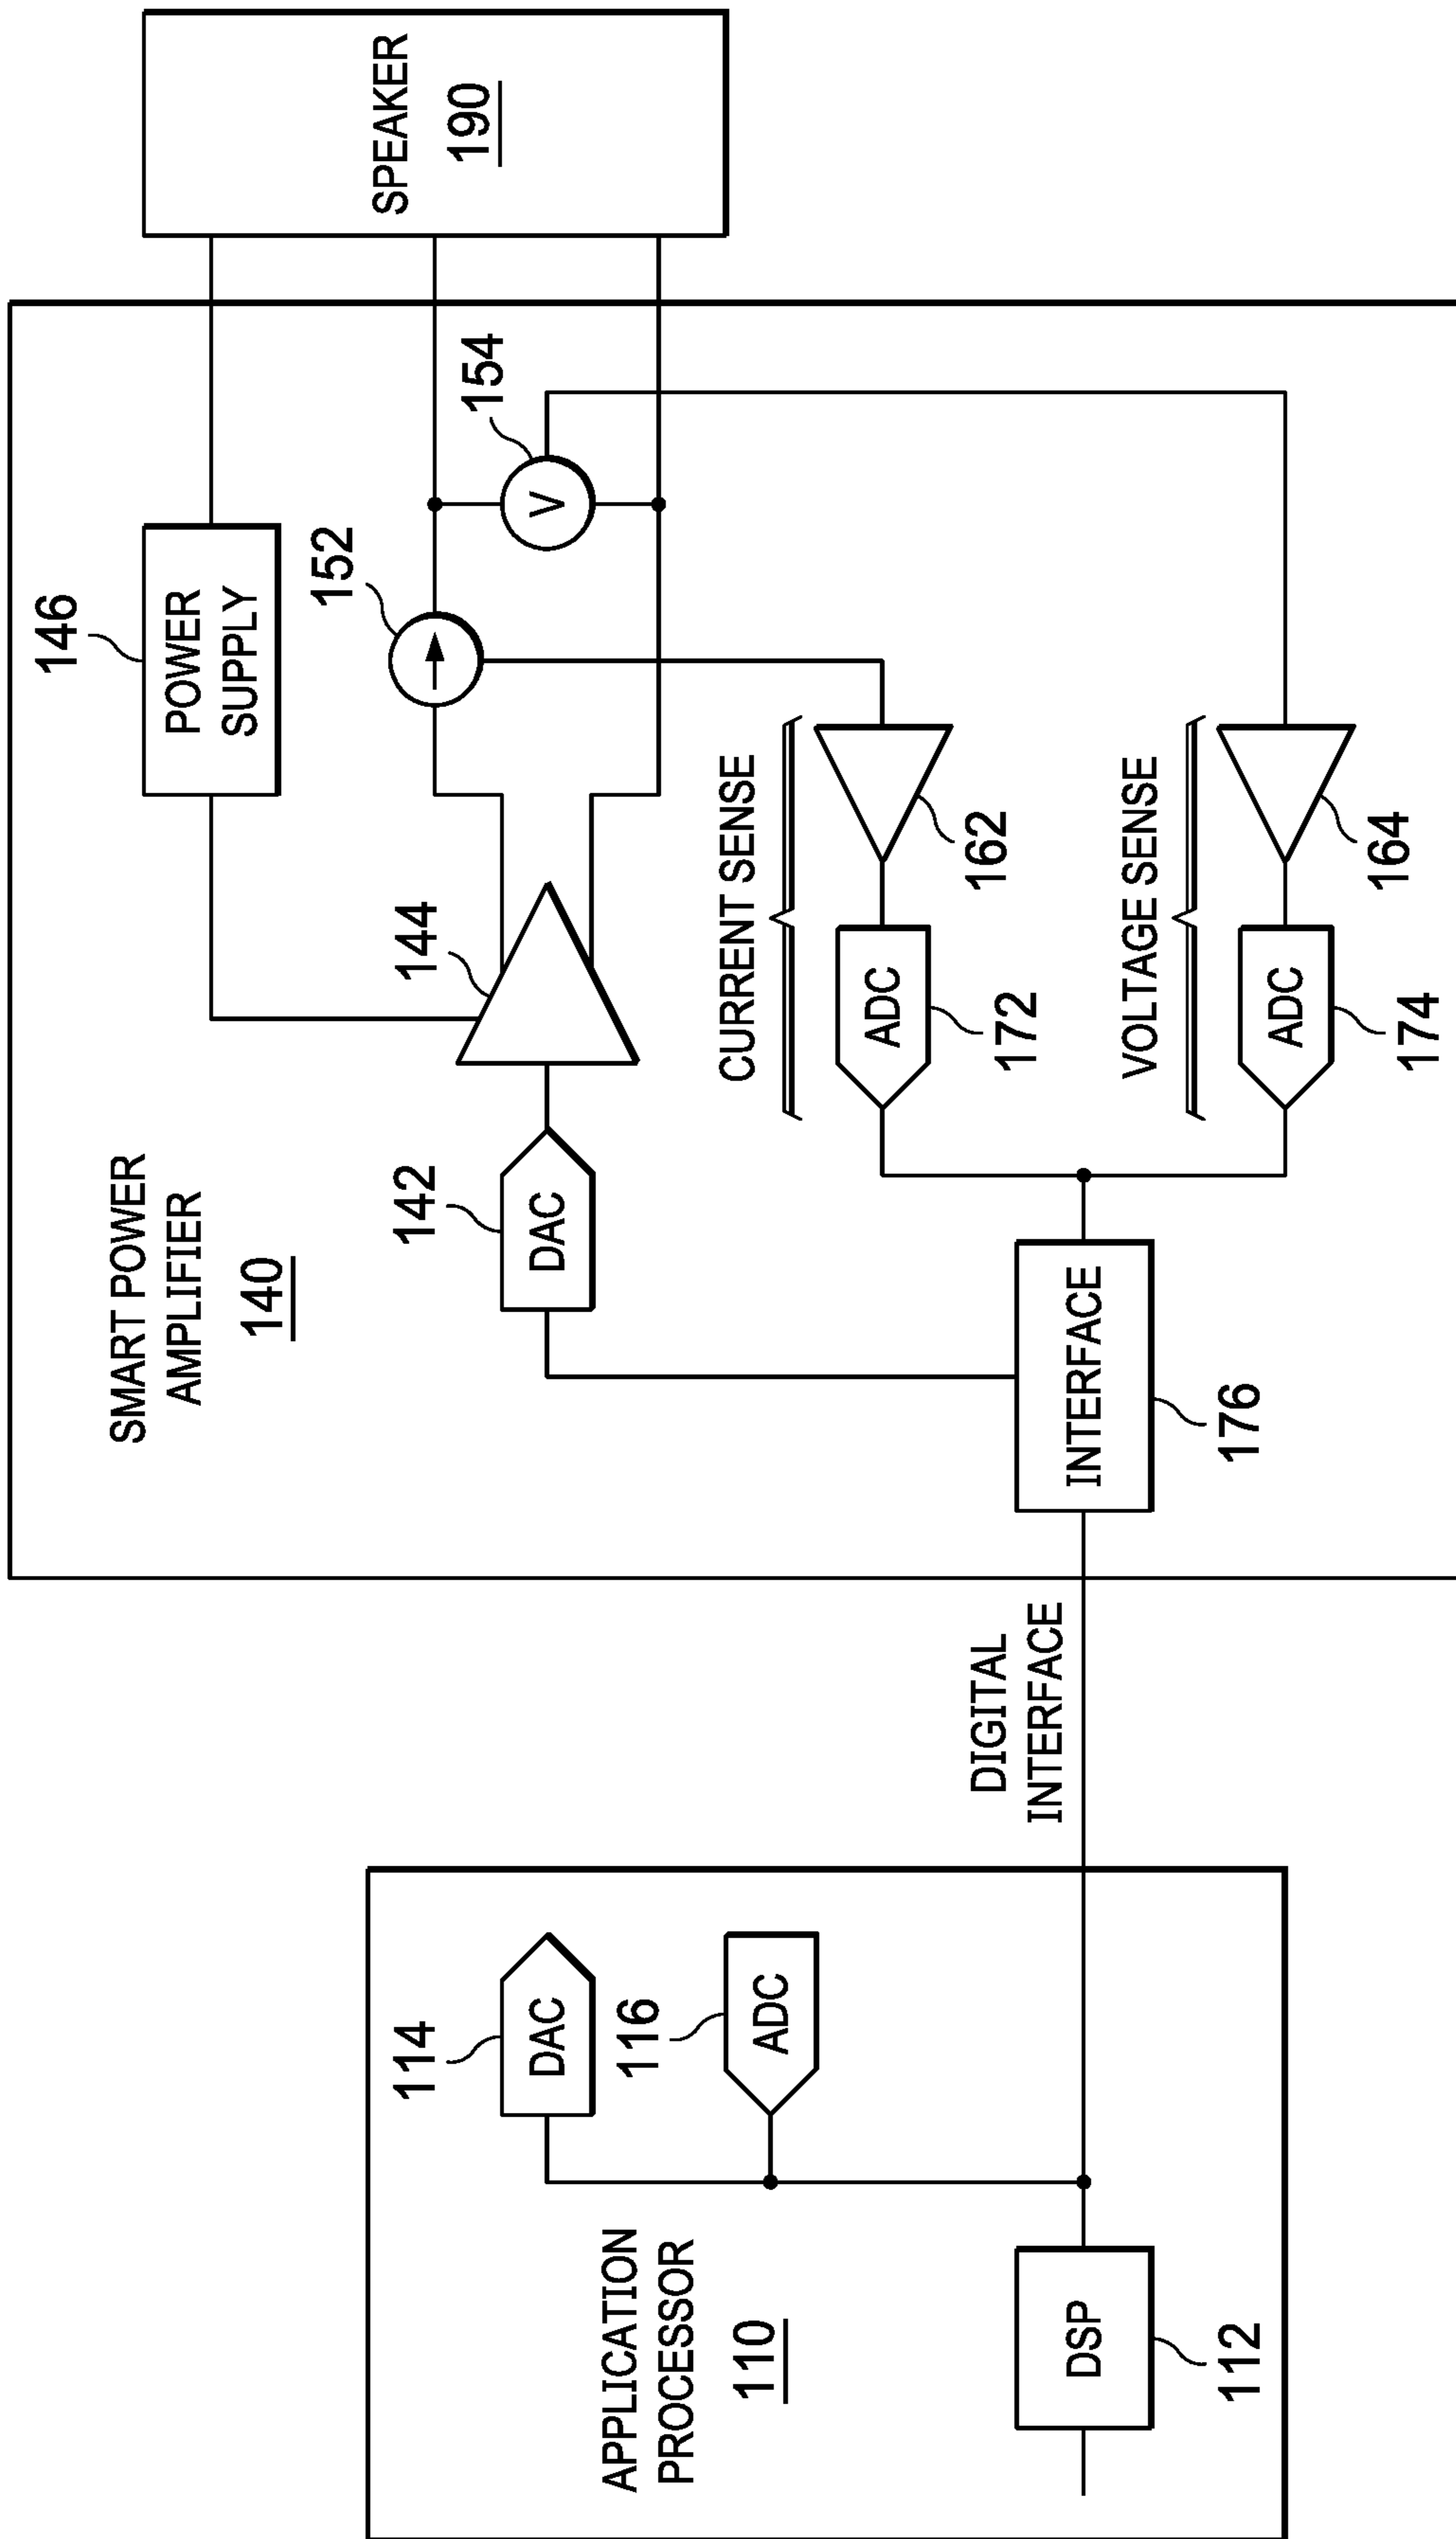 APPLICATION
PROCESSOR
110
114
DAC
116
ADC
DSP
112
DIGITAL
INTERFACE
SMART POWER
AMPLIFIER
140
142
DAC
144
146
POWER
SUPPLY
152
154
V
CURRENT SENSE
162
ADC
172
VOLTAGE SENSE
164
ADC
174
INTERFACE
176
SPEAKER
190